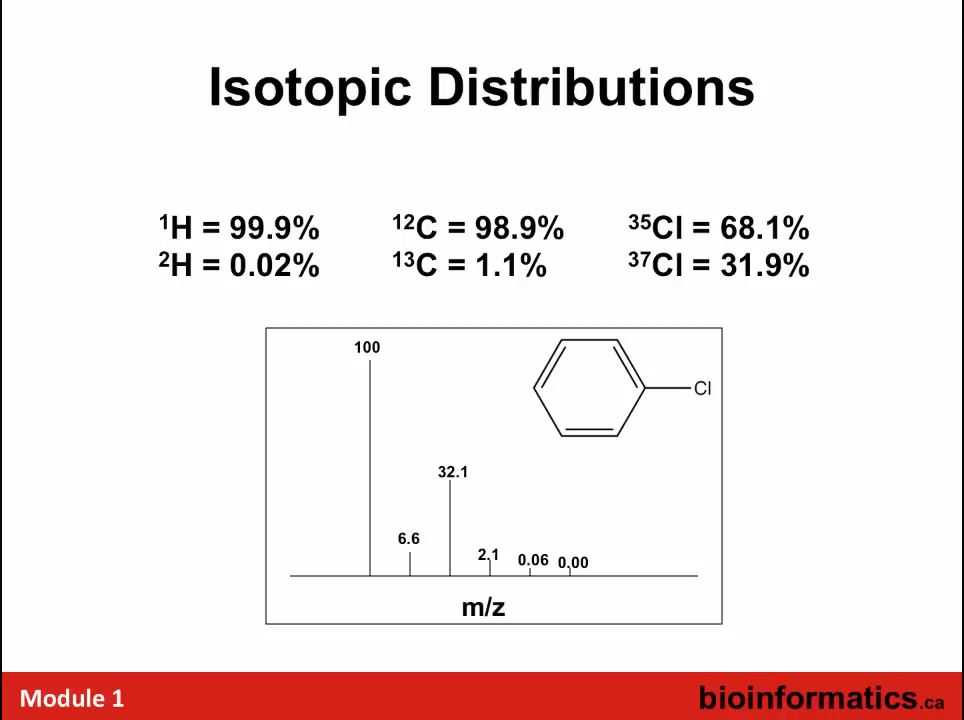 Isotopic Distributions
¹H = 99.9% ¹²C = 98.9% ³⁵Cl = 68.1%
²H = 0.02% ¹³C = 1.1% ³⁷Cl = 31.9%
100
Cl
32.1
6.6
2.1 0.06 0.00
m/z
Module 1 bioinformatics.ca